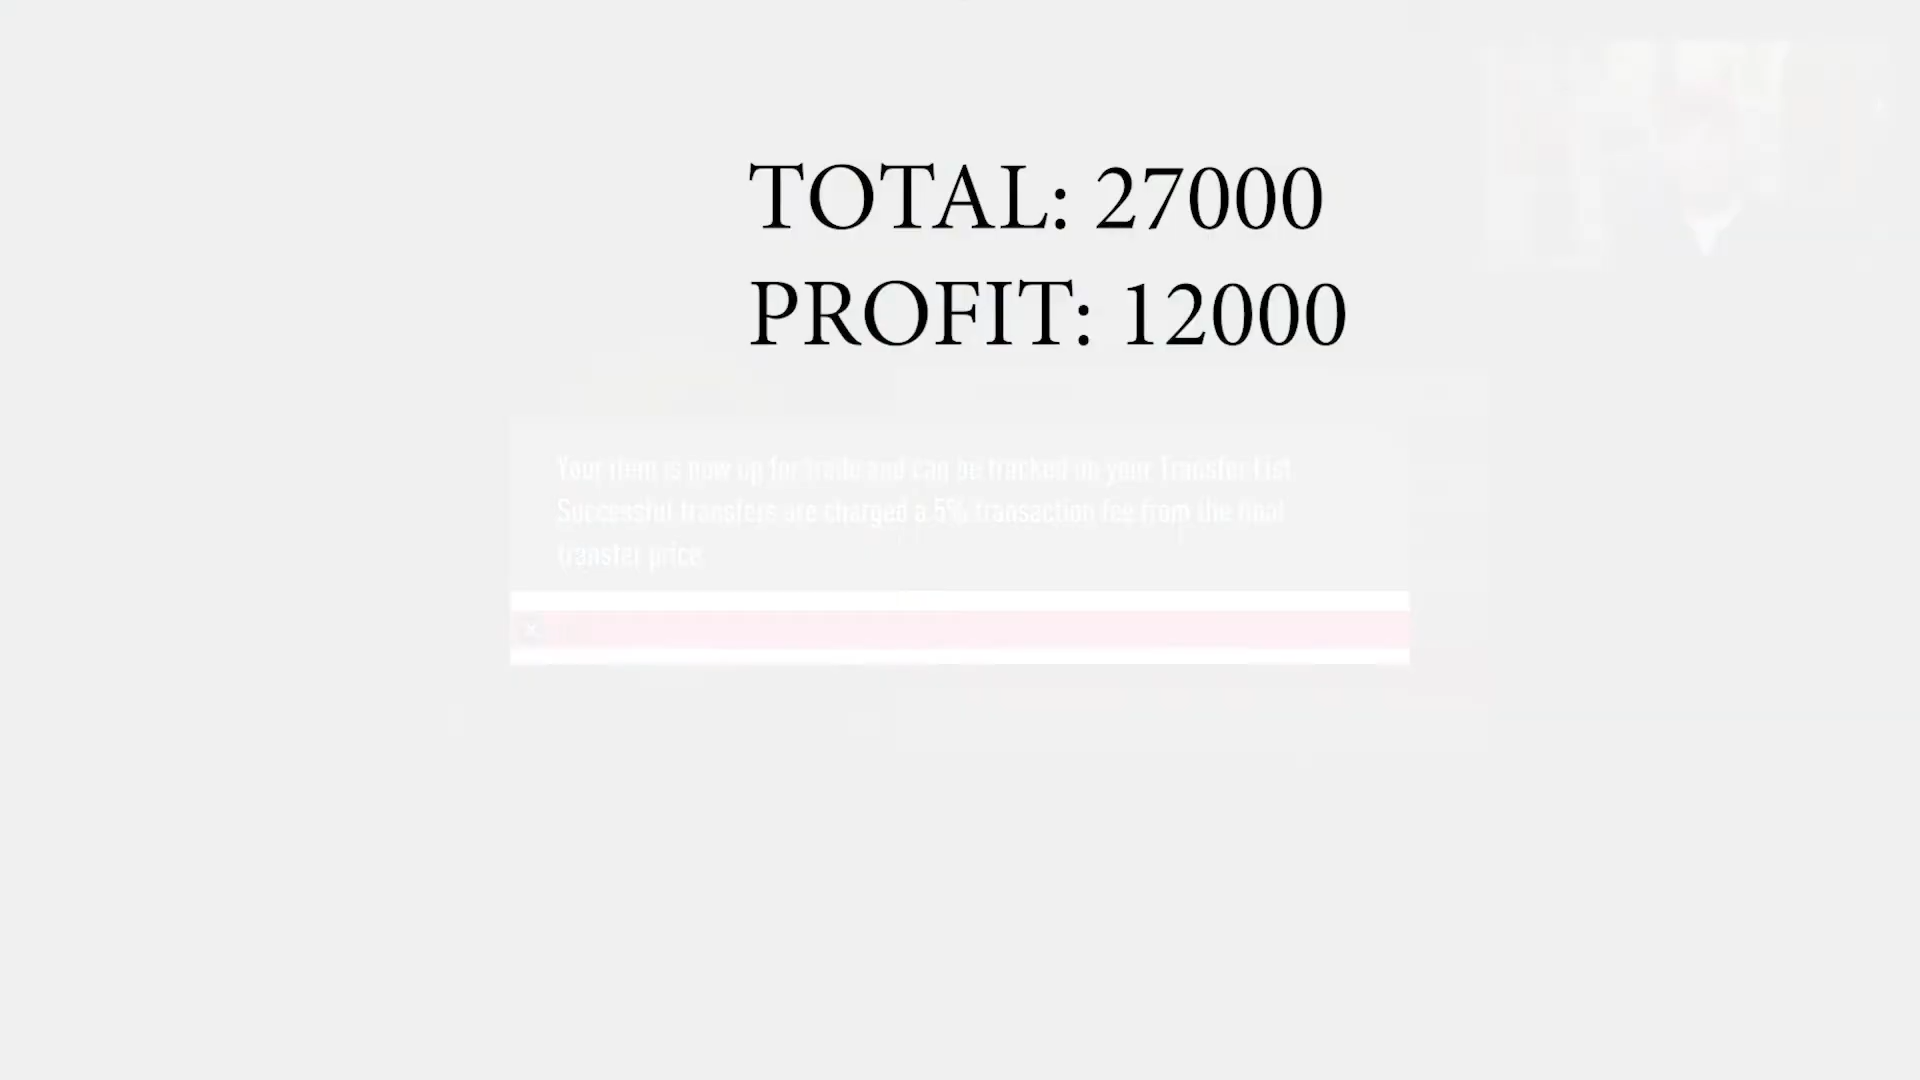 TOTAL: 27000
PROFIT: 12000
Your item is now up for trade and can be tracked on your Transfer List.
Successful transfers are charged a 5% transaction fee from the final
transfer price.